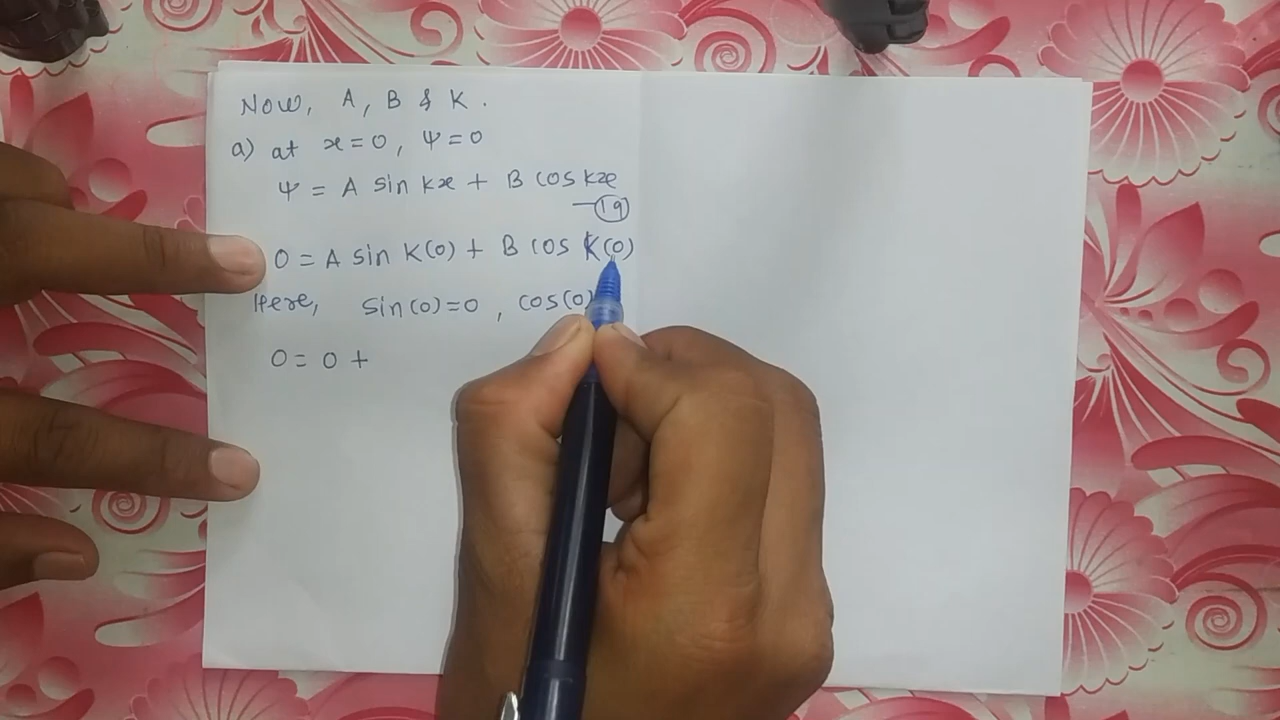 Now, A, B & K.
a) at x=0, Ψ=0
Ψ = A sin kx + B cos kx
—(19)
0 = A sin K(0) + B cos K(0)
Here, sin(0)=0, cos(0)
0 = 0 +